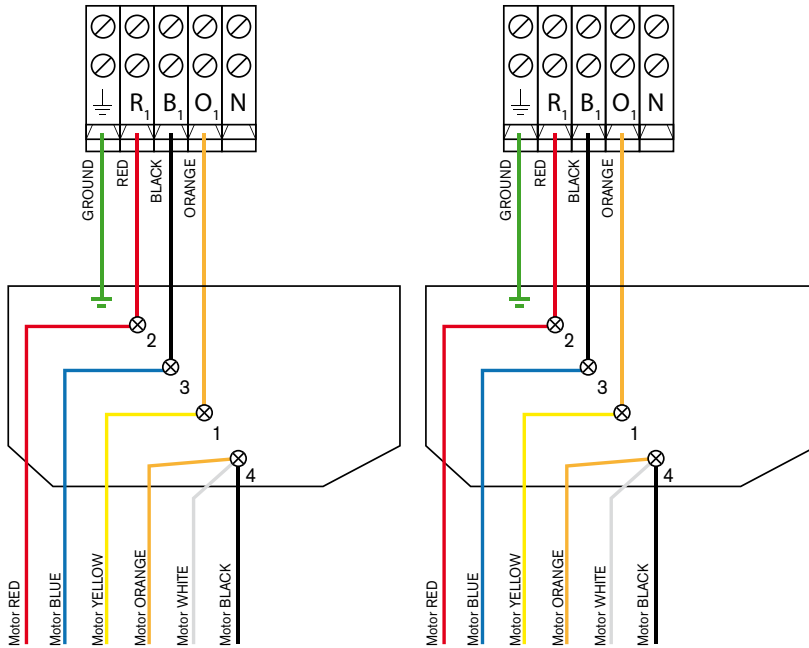 R1 B1 O1 N
GROUND
RED
BLACK
ORANGE
2
3
1
4
Motor RED
Motor BLUE
Motor YELLOW
Motor ORANGE
Motor WHITE
Motor BLACK
R1 B1 O1 N
GROUND
RED
BLACK
ORANGE
2
3
1
4
Motor RED
Motor BLUE
Motor YELLOW
Motor ORANGE
Motor WHITE
Motor BLACK